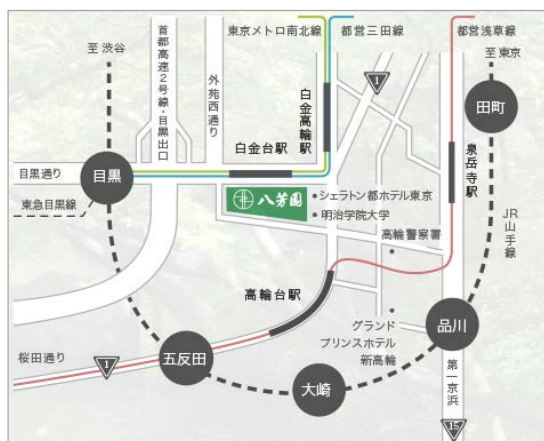 東京メトロ南北線
都営三田線
都営浅草線
至 渋谷
首都高速2号線・目黒出口
外苑西通り
1
至 東京
田町
白金高輪駅
白金台駅
泉岳寺駅
目黒通り
目黒
東急目黒線
八芳園
シェラトン都ホテル東京
明治学院大学
高輪警察署
JR山手線
高輪台駅
グランド
プリンスホテル
新高輪
品川
桜田通り
1
五反田
大崎
第一京浜
15